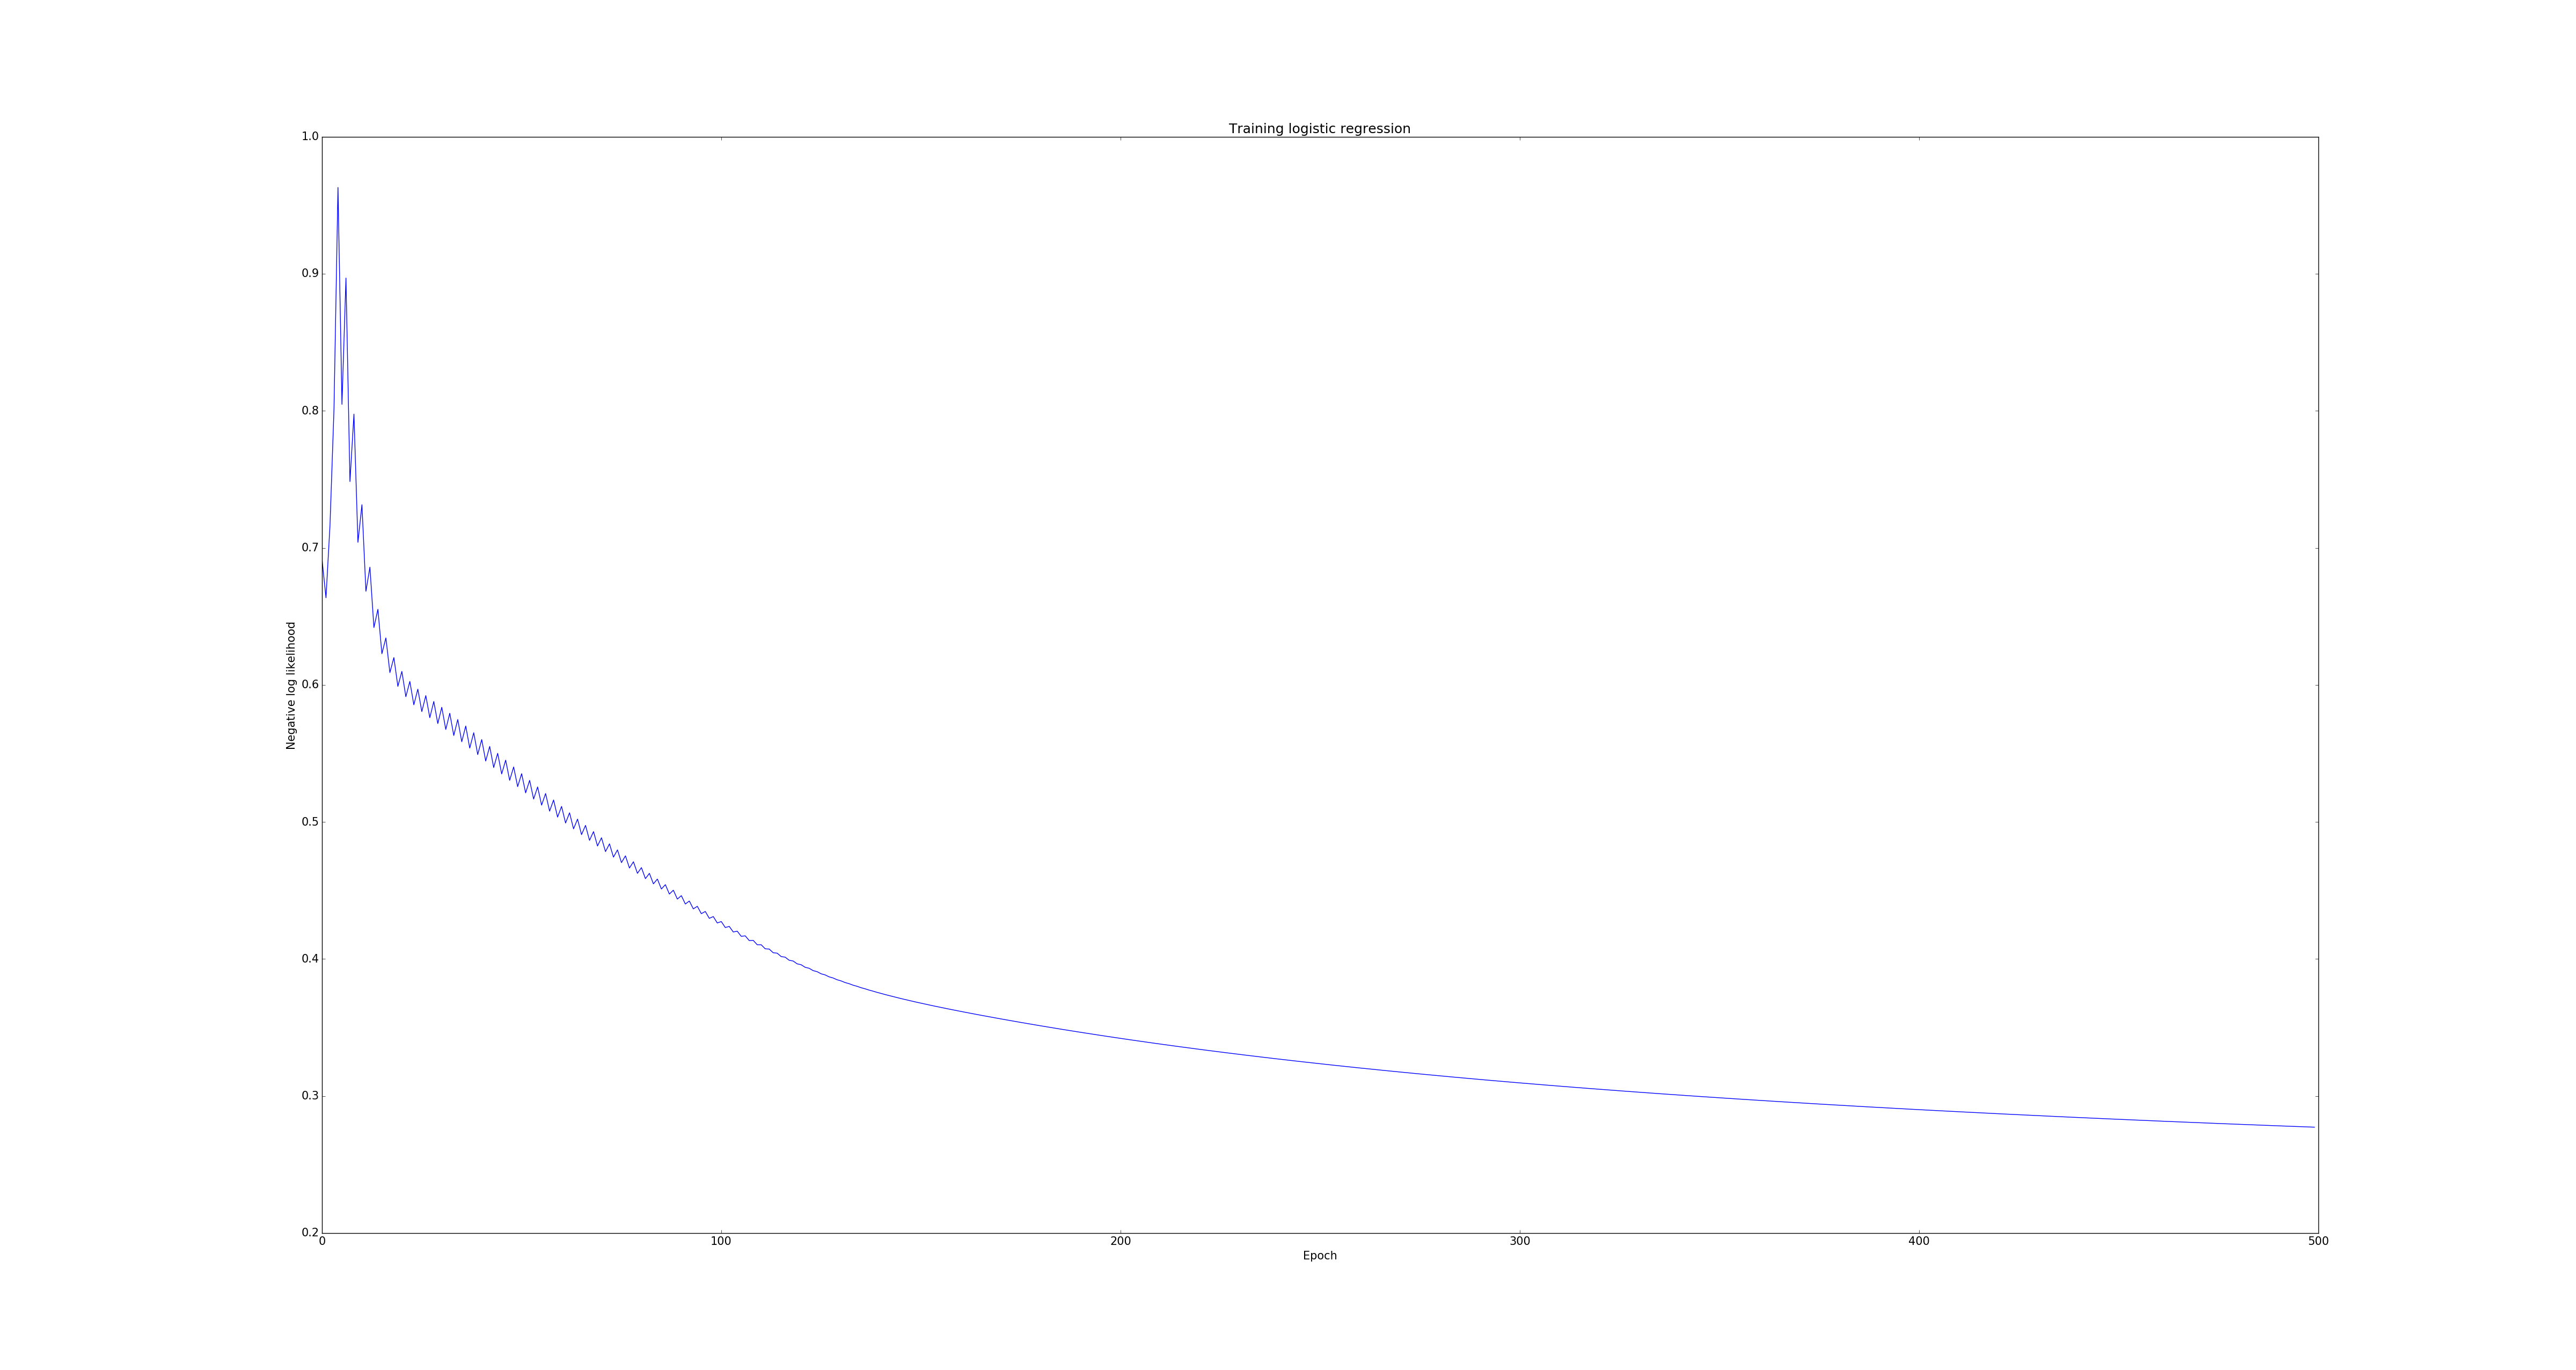 Training logistic regression
1.0
0.9
0.8
0.7
0.6
0.5
0.4
0.3
0.2
Negative log likelihood
0 100 200 300 400 500
Epoch